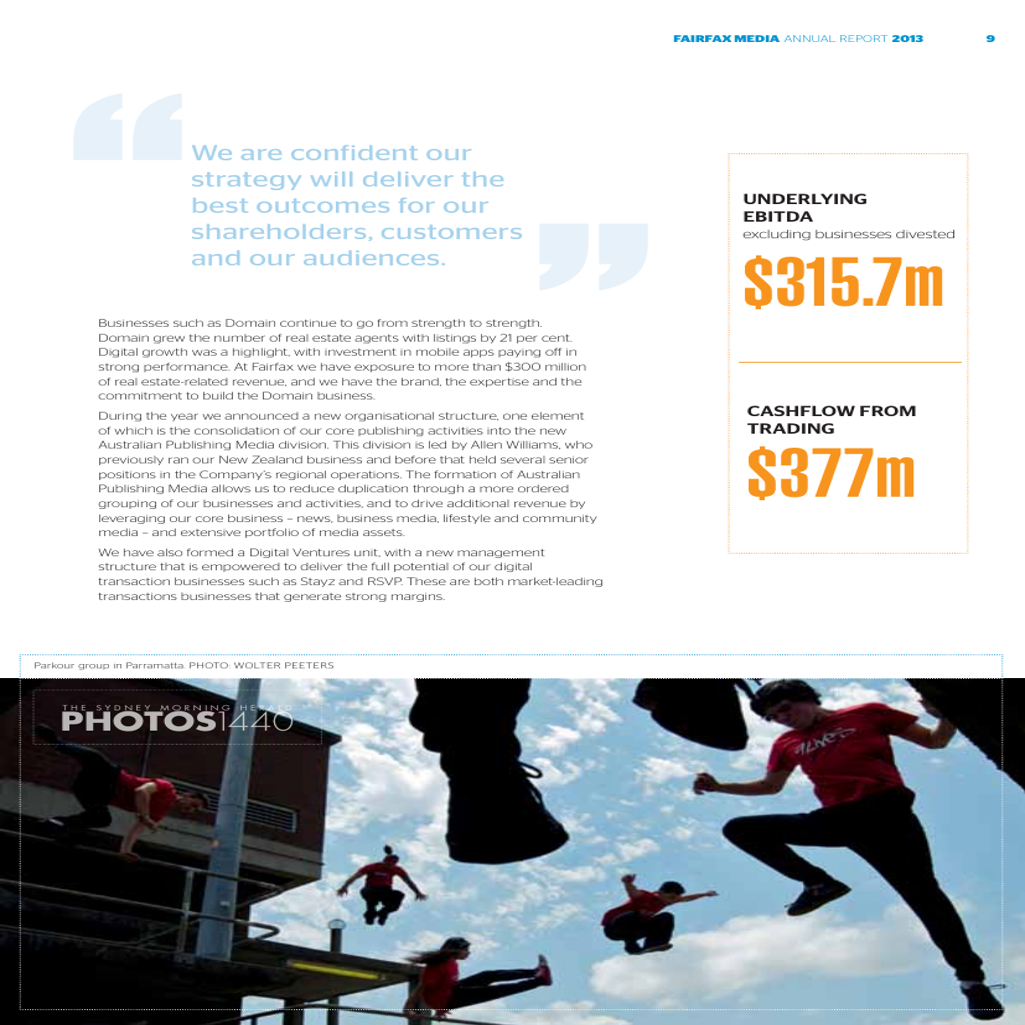 FAIRFAX MEDIA ANNUAL REPORT 2013 9
We are confident our
strategy will deliver the
best outcomes for our
shareholders, customers
and our audiences.
Businesses such as Domain continue to go from strength to strength.
Domain grew the number of real estate agents with listings by 21 per cent.
Digital growth was a highlight, with investment in mobile apps paying off in
strong performance. At Fairfax we have exposure to more than $300 million
of real estate-related revenue, and we have the brand, the expertise and the
commitment to build the Domain business.
During the year we announced a new organisational structure, one element
of which is the consolidation of our core publishing activities into the new
Australian Publishing Media division. This division is led by Allen Williams, who
previously ran our New Zealand business and before that held several senior
positions in the Company's regional operations. The formation of Australian
Publishing Media allows us to reduce duplication through a more ordered
grouping of our businesses and activities, and to drive additional revenue by
leveraging our core business – news, business media, lifestyle and community
media – and extensive portfolio of media assets.
We have also formed a Digital Ventures unit, with a new management
structure that is empowered to deliver the full potential of our digital
transaction businesses such as Stayz and RSVP. These are both market-leading
transactions businesses that generate strong margins.
UNDERLYING
EBITDA
excluding businesses divested
$315.7m
CASHFLOW FROM
TRADING
$377m
Parkour group in Parramatta. PHOTO: WOLTER PEETERS
THE SYDNEY MORNING HERALD
PHOTOS1440